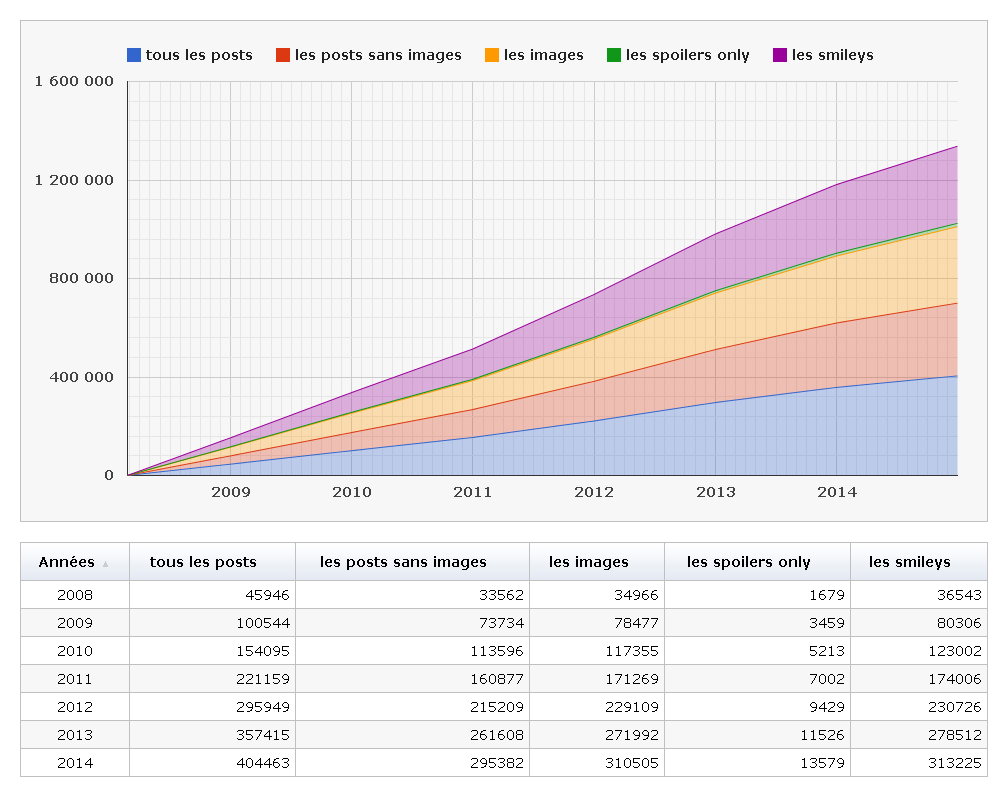 tous les posts les posts sans images les images les spoilers only les smileys
1 600 000
1 200 000
800 000
400 000
0
2009 2010 2011 2012 2013 2014
Années tous les posts les posts sans images les images les spoilers only les smileys
2008 45946 33562 34966 1679 36543
2009 100544 73734 78477 3459 80306
2010 154095 113596 117355 5213 123002
2011 221159 160877 171269 7002 174006
2012 295949 215209 229109 9429 230726
2013 357415 261608 271992 11526 278512
2014 404463 295382 310505 13579 313225